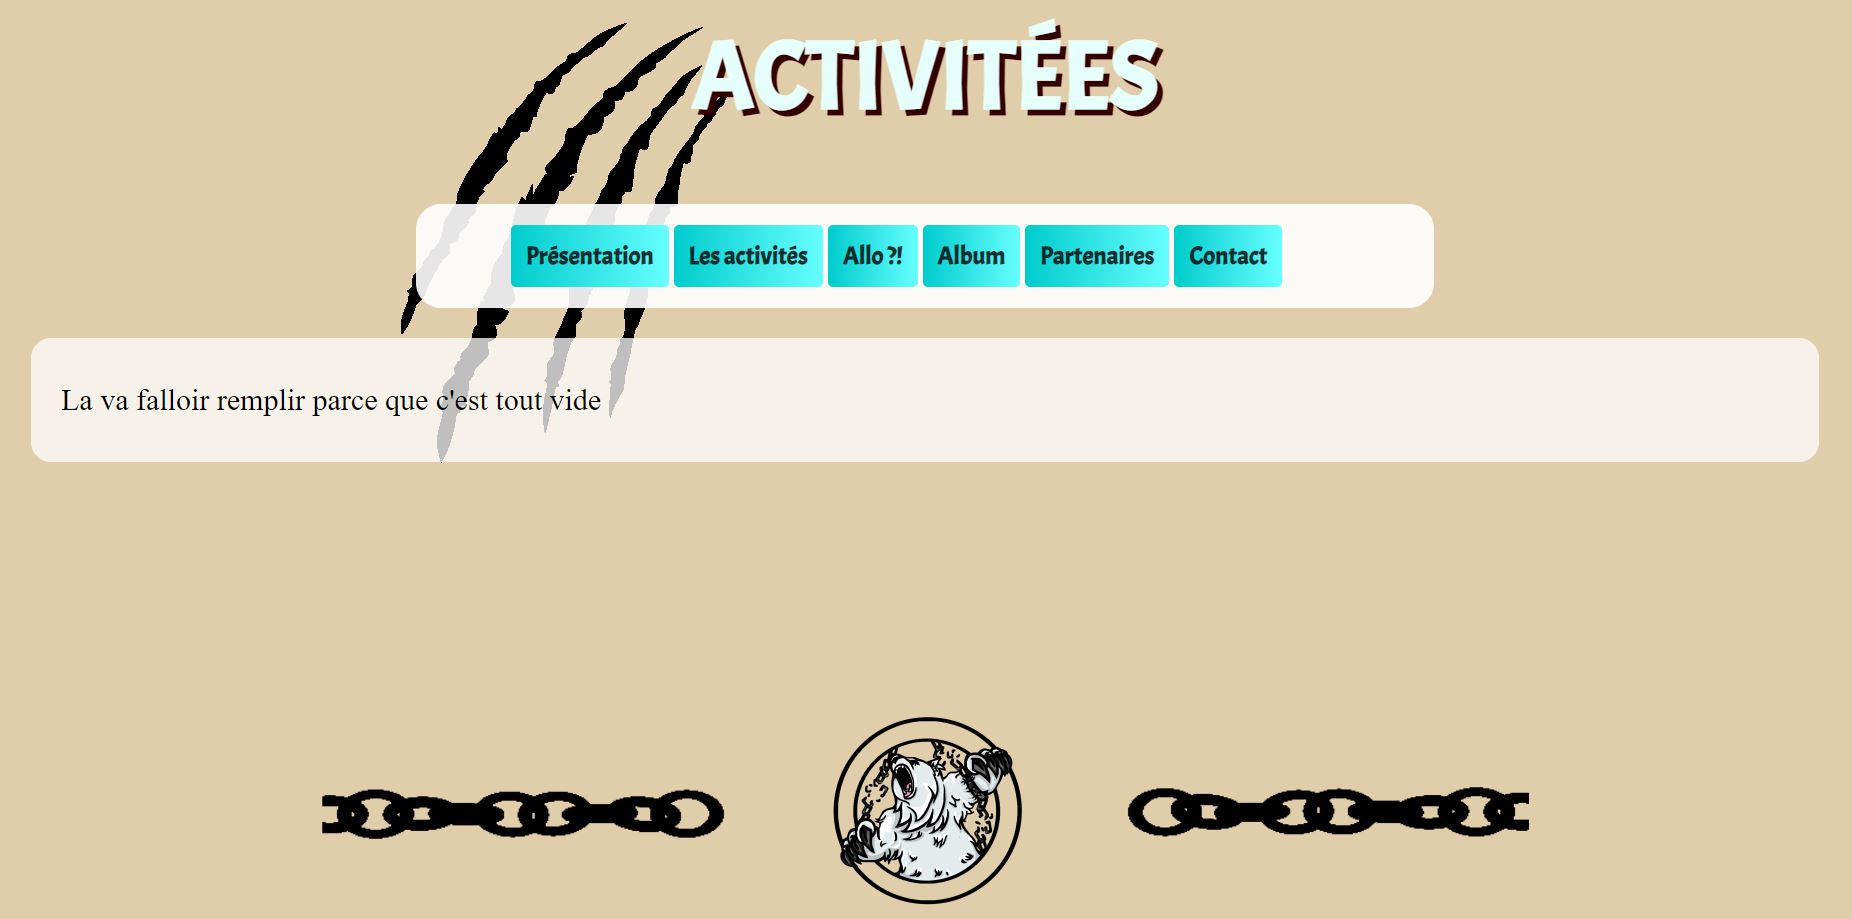 ACTIVITÉES
Présentation Les activités Allo ?! Album Partenaires Contact
La va falloir remplir parce que c'est tout vide